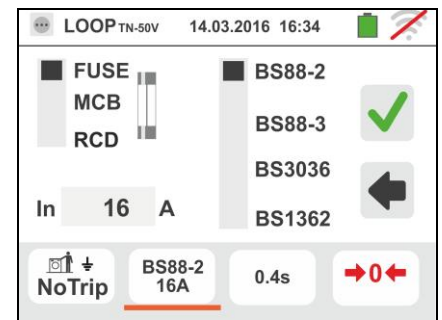 LOOP TN-50V 14.03.2016 16:34
FUSE
MCB
RCD
BS88-2
BS88-3
BS3036
BS1362
In 16 A
NoTrip
BS88-2
16A
0.4s
0